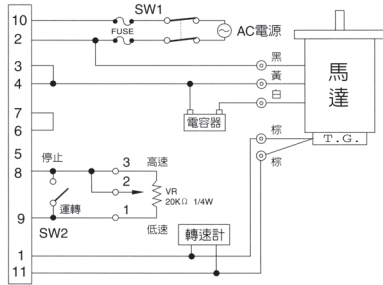 10
2
3
4
7
6
5
8
9
1
11
SW1
FUSE
AC電源
黑
黃
白
棕
棕
馬達
T.G.
電容器
停止
運轉
SW2
3
2
1
高速
VR
20KΩ 1/4W
低速
轉速計